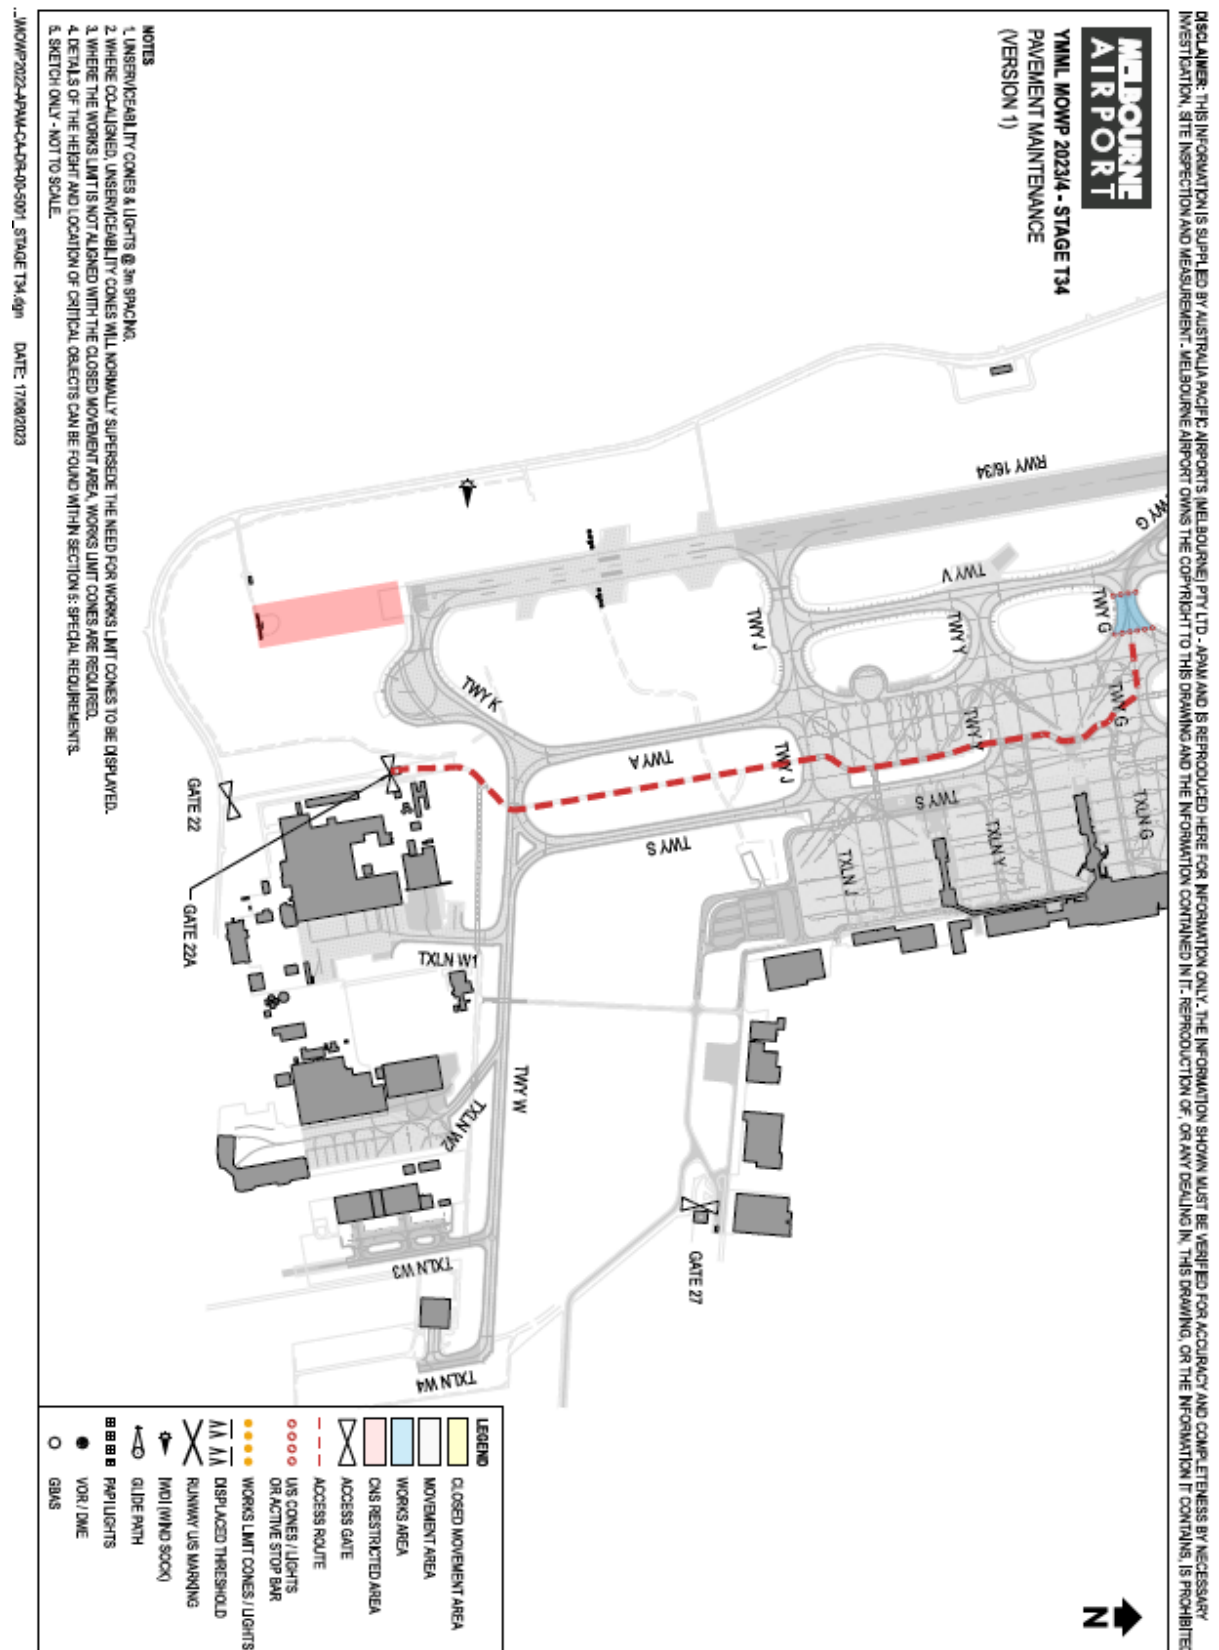 DISCLAIMER: THIS INFORMATION IS SUPPLIED BY AUSTRALIA PACIFIC AIRPORTS (MELBOURNE) PTY LTD - APAM AND IS REPRODUCED HERE FOR INFORMATION ONLY. THE INFORMATION SHOWN MUST BE VERIFIED FOR ACCURACY AND COMPLETENESS BY NECESSARY
INVESTIGATION, SITE INSPECTION AND MEASUREMENT. MELBOURNE AIRPORT OWNS THE COPYRIGHT TO THIS DRAWING AND THE INFORMATION CONTAINED IN IT. REPRODUCTION OF, OR ANY DEALING IN, THIS DRAWING, OR THE INFORMATION IT CONTAINS, IS PROHIBITED
MELBOURNE
AIRPORT
YMML MOWP 2023/4 - STAGE T34
PAVEMENT MAINTENANCE
(VERSION 1)
N
RWY 16/34
TWY G
TWY V
TWY G
TWY Y
TWY J
TWY G
TWY Y
TWY J
TWY K
TWY A
TWY S
TWY S
TXLN G
TXLN Y
TXLN J
GATE 22
GATE 22A
TXLN W1
TWY W
TXLN W2
GATE 27
TXLN W3
TXLN W4
NOTES
1. UNSERVICEABILITY CONES & LIGHTS @ 3m SPACING.
2. WHERE CO-ALIGNED, UNSERVICEABILITY CONES WILL NORMALLY SUPERSEDE THE NEED FOR WORKS LIMIT CONES TO BE DISPLAYED.
3. WHERE THE WORKS LIMIT IS NOT ALIGNED WITH THE CLOSED MOVEMENT AREA, WORKS LIMIT CONES ARE REQUIRED.
4. DETAILS OF THE HEIGHT AND LOCATION OF CRITICAL OBJECTS CAN BE FOUND WITHIN SECTION 5: SPECIAL REQUIREMENTS.
5. SKETCH ONLY - NOT TO SCALE.
LEGEND
CLOSED MOVEMENT AREA
MOVEMENT AREA
WORKS AREA
CNS RESTRICTED AREA
ACCESS GATE
ACCESS ROUTE
U/S CONES / LIGHTS
OR ACTIVE STOP BAR
WORKS LIMIT CONES / LIGHTS
DISPLACED THRESHOLD
RUNWAY U/S MARKING
IWDI (WIND SOCK)
GLIDE PATH
PAPI LIGHTS
VOR / DME
GBAS
...\MOWP2022-APAM-CA-DR-00-5001_STAGE T34.dgn DATE: 17/08/2023